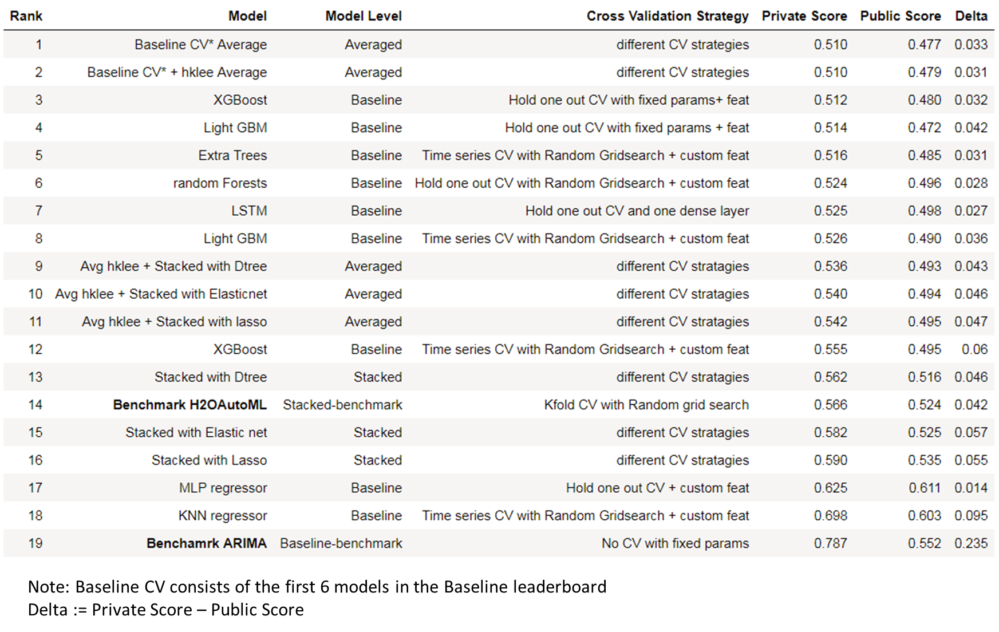 Rank Model Model Level Cross Validation Strategy Private Score Public Score Delta
1 Baseline CV* Average Averaged different CV strategies 0.510 0.477 0.033
2 Baseline CV* + hklee Average Averaged different CV strategies 0.510 0.479 0.031
3 XGBoost Baseline Hold one out CV with fixed params+ feat 0.512 0.480 0.032
4 Light GBM Baseline Hold one out CV with fixed params + feat 0.514 0.472 0.042
5 Extra Trees Baseline Time series CV with Random Gridsearch + custom feat 0.516 0.485 0.031
6 random Forests Baseline Hold one out CV with Random Gridsearch + custom feat 0.524 0.496 0.028
7 LSTM Baseline Hold one out CV and one dense layer 0.525 0.498 0.027
8 Light GBM Baseline Time series CV with Random Gridsearch + custom feat 0.526 0.490 0.036
9 Avg hklee + Stacked with Dtree Averaged different CV stratagies 0.536 0.493 0.043
10 Avg hklee + Stacked with Elasticnet Averaged different CV stratagies 0.540 0.494 0.046
11 Avg hklee + Stacked with lasso Averaged different CV stratagies 0.542 0.495 0.047
12 XGBoost Baseline Time series CV with Random Gridsearch + custom feat 0.555 0.495 0.06
13 Stacked with Dtree Stacked different CV stratagies 0.562 0.516 0.046
14 Benchmark H2OAutoML Stacked-benchmark Kfold CV with Random grid search 0.566 0.524 0.042
15 Stacked with Elastic net Stacked different CV stratagies 0.582 0.525 0.057
16 Stacked with Lasso Stacked different CV stratagies 0.590 0.535 0.055
17 MLP regressor Baseline Hold one out CV + custom feat 0.625 0.611 0.014
18 KNN regressor Baseline Time series CV with Random Gridsearch + custom feat 0.698 0.603 0.095
19 Benchamrk ARIMA Baseline-benchmark No CV with fixed params 0.787 0.552 0.235
Note: Baseline CV consists of the first 6 models in the Baseline leaderboard
Delta := Private Score – Public Score